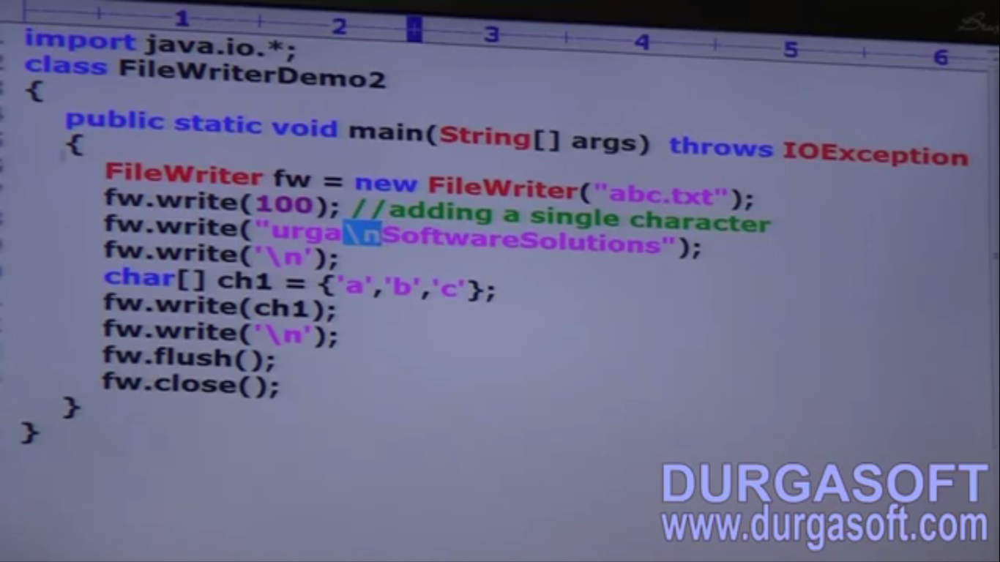 1 2 3 4 5 6
import java.io.*;
class FileWriterDemo2
{
public static void main(String[] args) throws IOException
{
FileWriter fw = new FileWriter("abc.txt");
fw.write(100); //adding a single character
fw.write("urga\nSoftwareSolutions");
fw.write('\n');
char[] ch1 = {'a','b','c'};
fw.write(ch1);
fw.write('\n');
fw.flush();
fw.close();
}
}
DURGASOFT
www.durgasoft.com